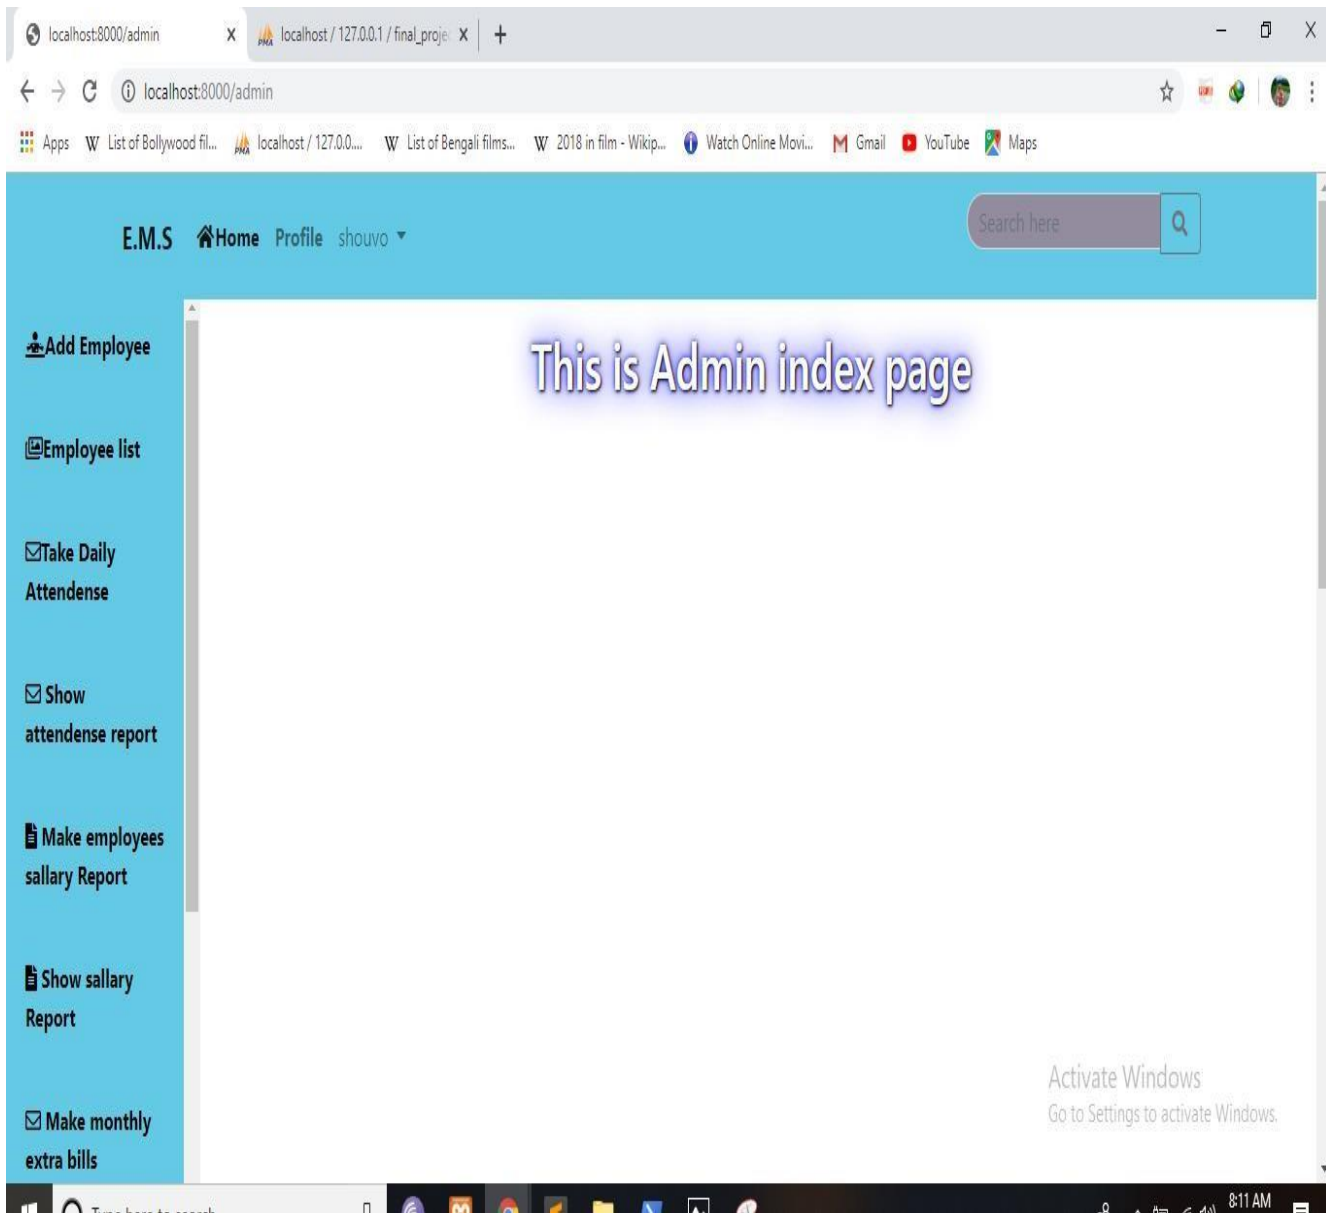 localhost:8000/admin
localhost / 127.0.0.1 / final_proje
localhost:8000/admin
Apps List of Bollywood fil... localhost / 127.0.0.... List of Bengali films... 2018 in film - Wikip... Watch Online Movi... Gmail YouTube Maps
E.M.S Home Profile shouvo
Search here
Add Employee
This is Admin index page
Employee list
Take Daily
Attendense
Show
attendense report
Make employees
sallary Report
Show sallary
Report
Make monthly
extra bills
Activate Windows
Go to Settings to activate Windows.
Type here to search
8:11 AM